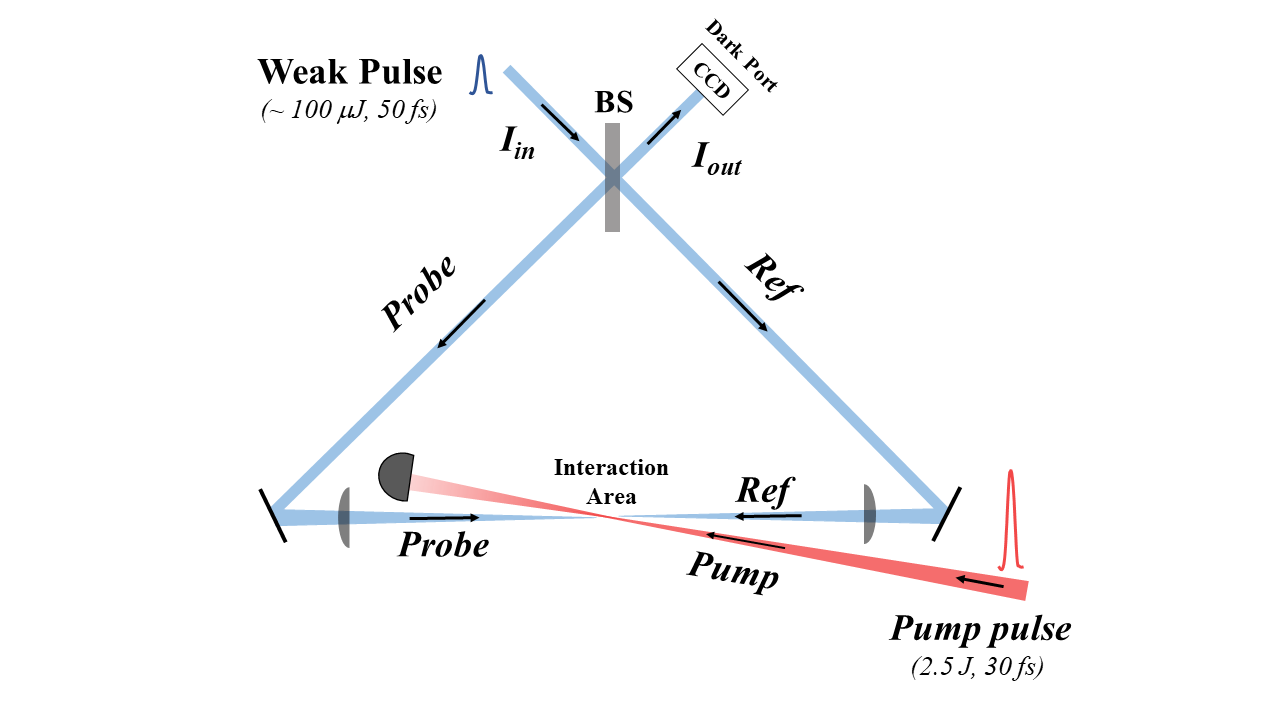 Weak Pulse
(~ 100 μJ, 50 fs)
Dark Port
CCD
BS
I_in
I_out
Probe
Ref
Interaction
Area
Ref
Probe
Pump
Pump pulse
(2.5 J, 30 fs)